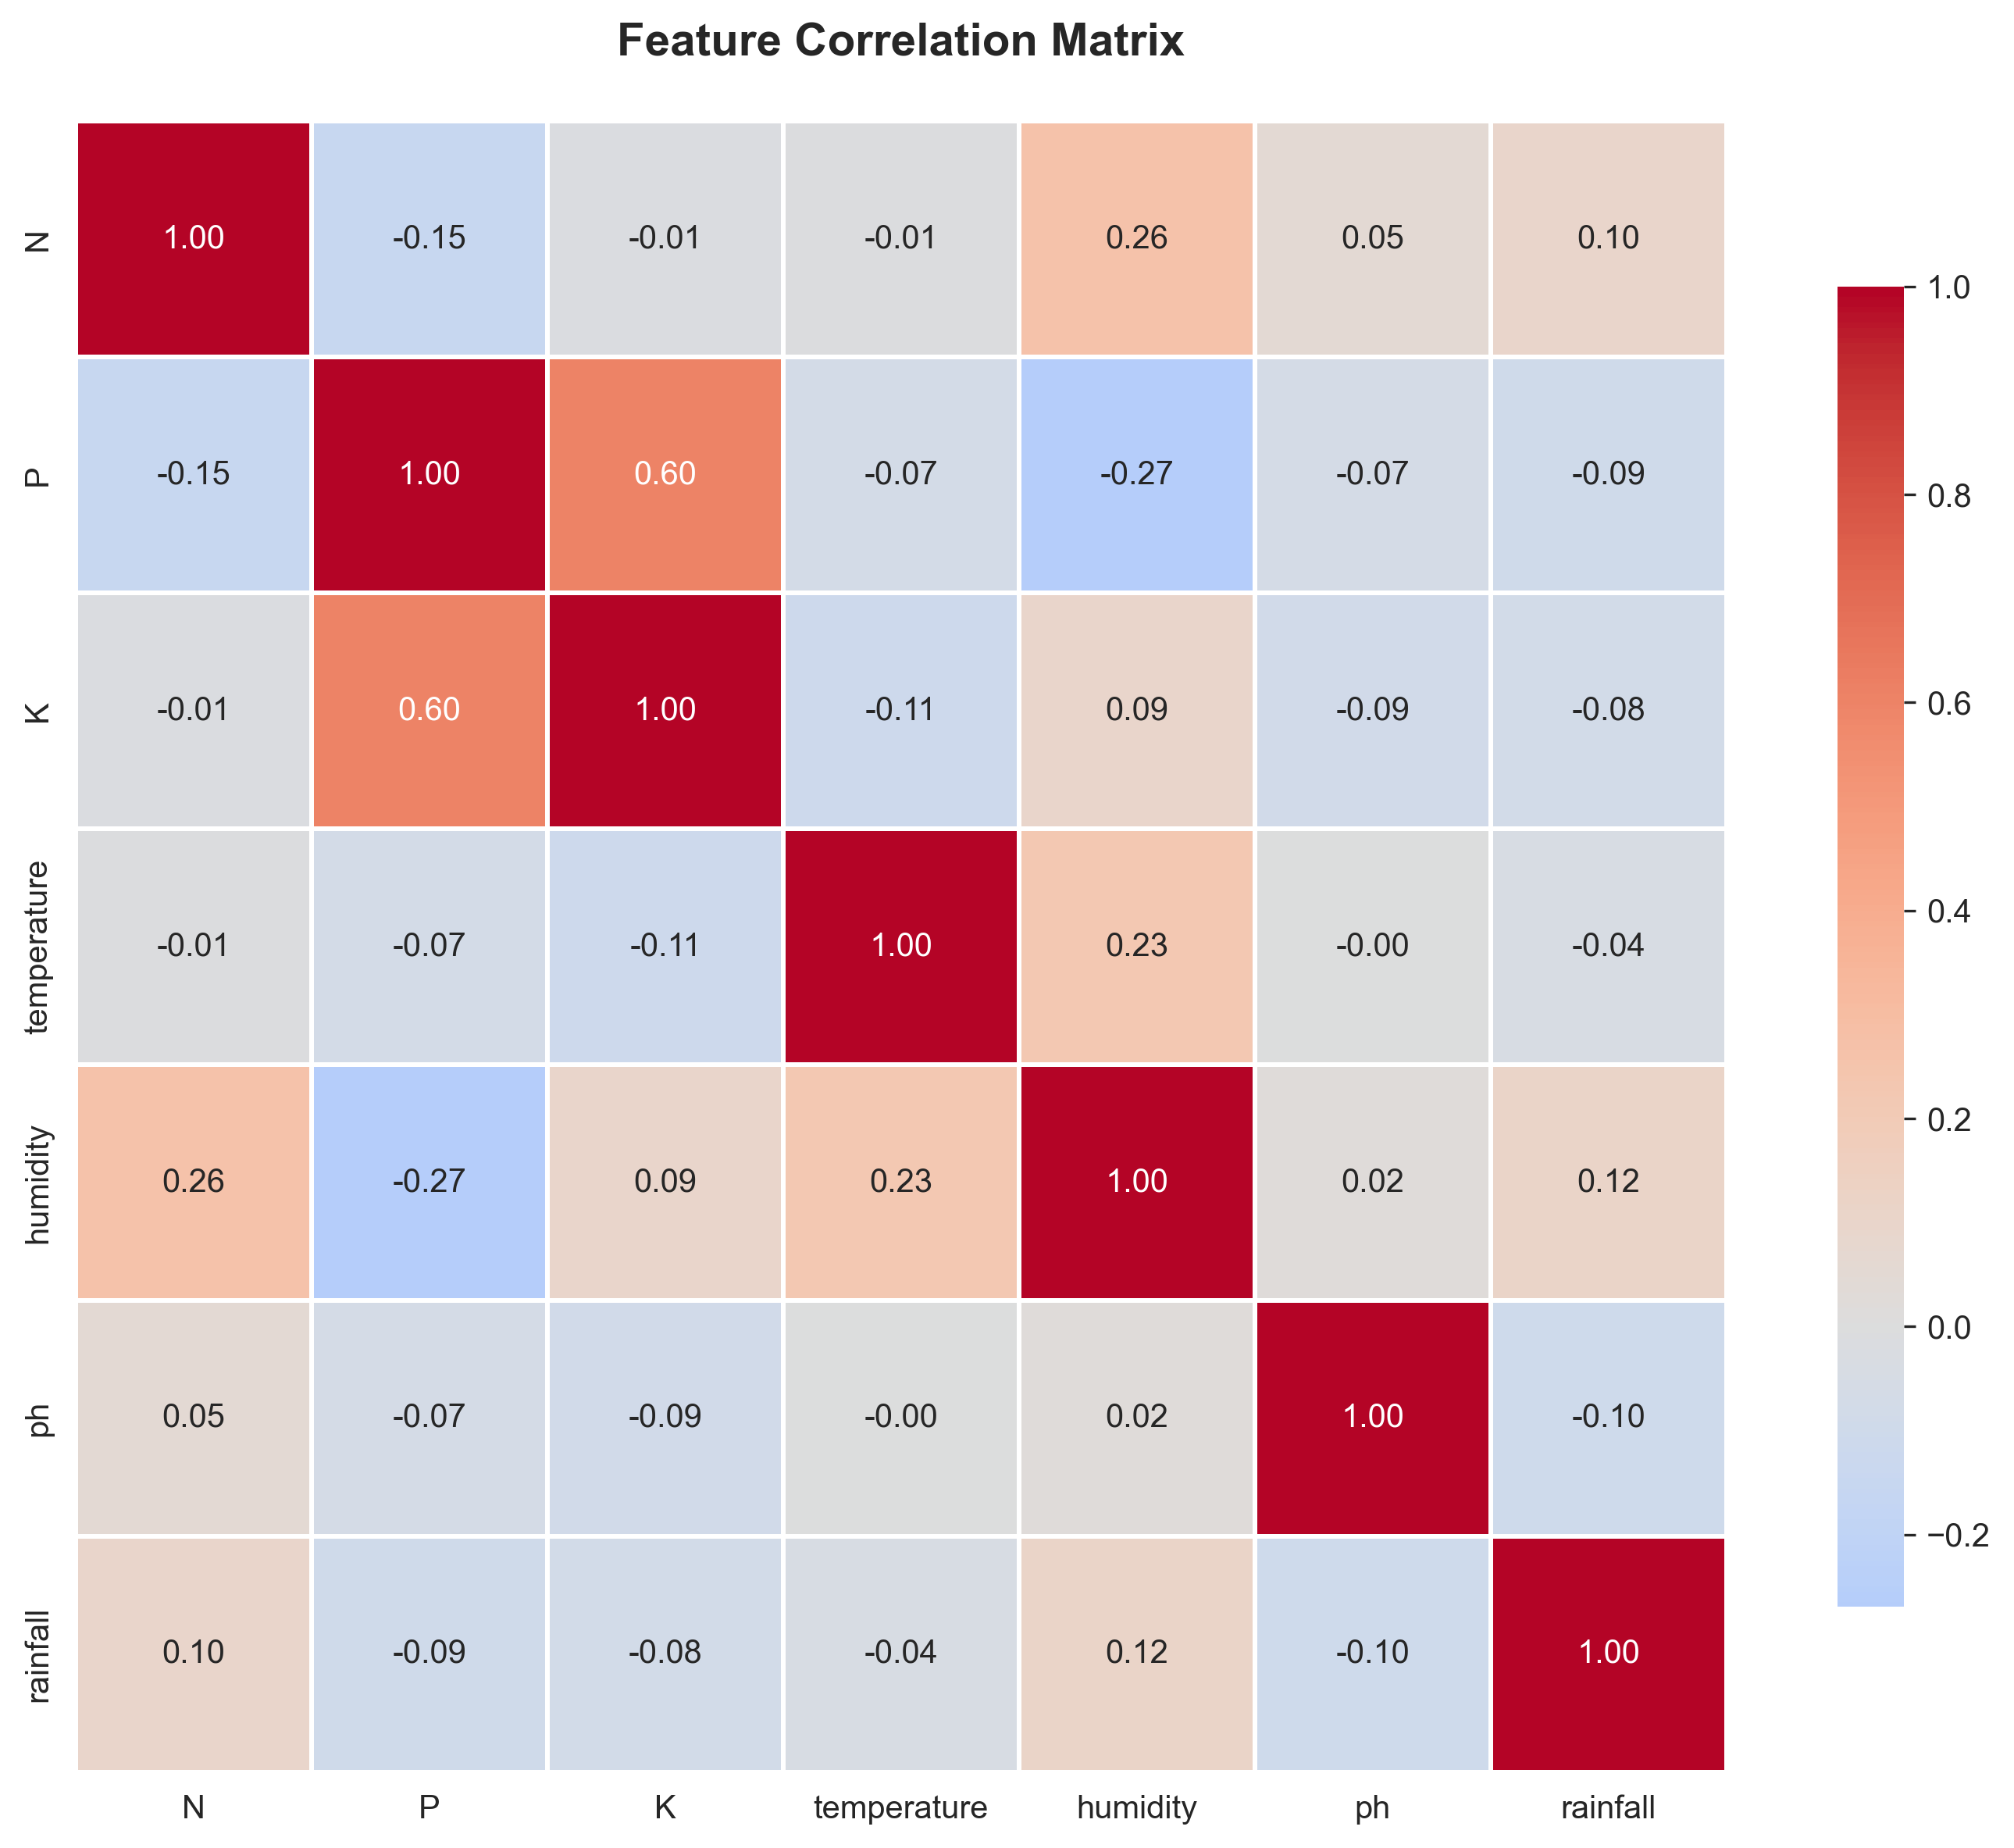 Feature Correlation Matrix
N 1.00 -0.15 -0.01 -0.01 0.26 0.05 0.10
P -0.15 1.00 0.60 -0.07 -0.27 -0.07 -0.09
K -0.01 0.60 1.00 -0.11 0.09 -0.09 -0.08
temperature -0.01 -0.07 -0.11 1.00 0.23 -0.00 -0.04
humidity 0.26 -0.27 0.09 0.23 1.00 0.02 0.12
ph 0.05 -0.07 -0.09 -0.00 0.02 1.00 -0.10
rainfall 0.10 -0.09 -0.08 -0.04 0.12 -0.10 1.00
N P K temperature humidity ph rainfall
1.0
0.8
0.6
0.4
0.2
0.0
−0.2